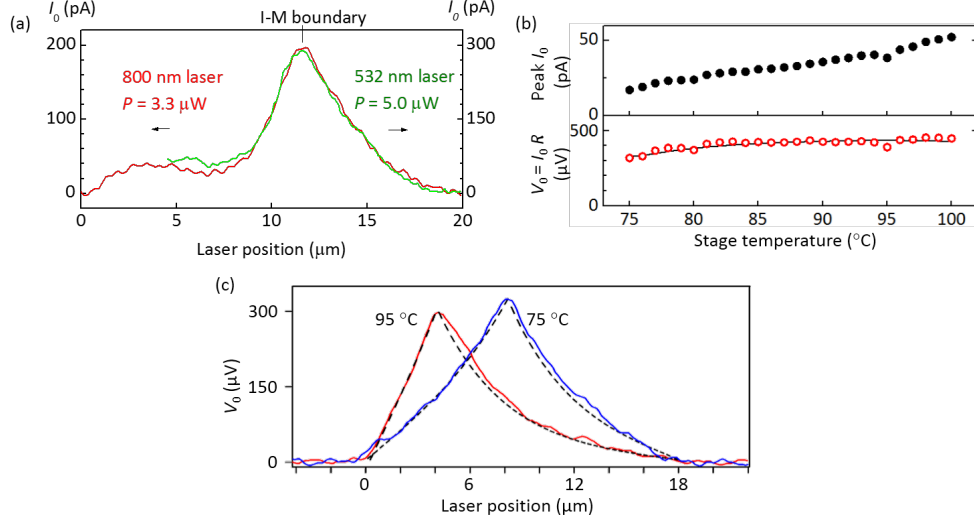 (a)
I₀ (pA)
I-M boundary
I₀ (pA)
200
300
800 nm laser
P = 3.3 μW
532 nm laser
P = 5.0 μW
100
150
0
0
0
5
10
15
20
Laser position (μm)
(b)
Peak I₀
(pA)
50
0
V₀ = I₀ R
(μV)
500
0
75
80
85
90
95
100
Stage temperature (°C)
(c)
95 °C
75 °C
V₀ (μV)
300
150
0
0
6
12
18
Laser position (μm)